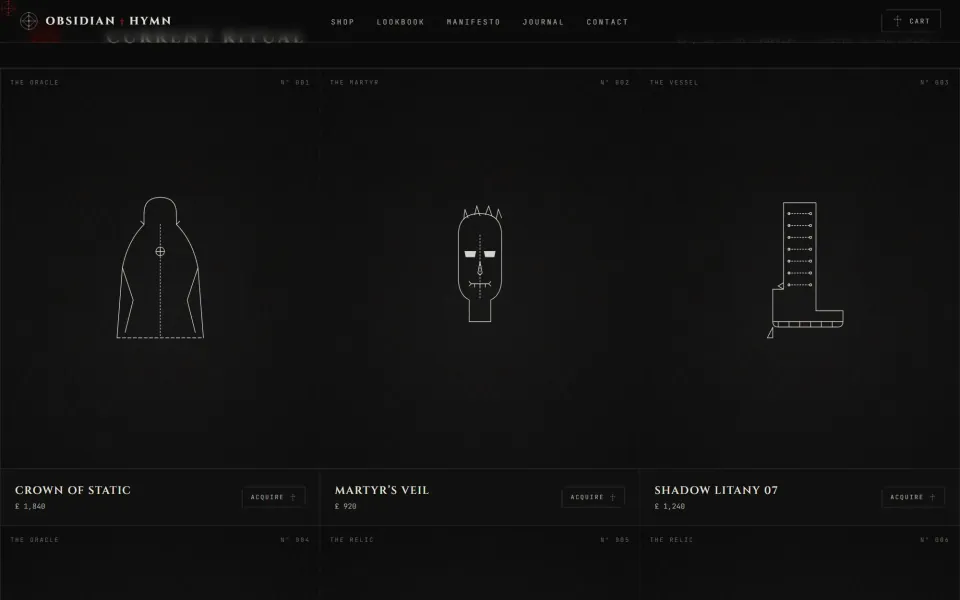 OBSIDIAN † HYMN
SHOP LOOKBOOK MANIFESTO JOURNAL CONTACT
CART
CURRENT RITUAL
THE ORACLE N° 001
THE MARTYR N° 002
THE VESSEL N° 003
CROWN OF STATIC
£ 1,840
ACQUIRE
MARTYR'S VEIL
£ 920
ACQUIRE
SHADOW LITANY 07
£ 1,240
ACQUIRE
THE ORACLE N° 004
THE RELIC N° 005
THE RELIC N° 006